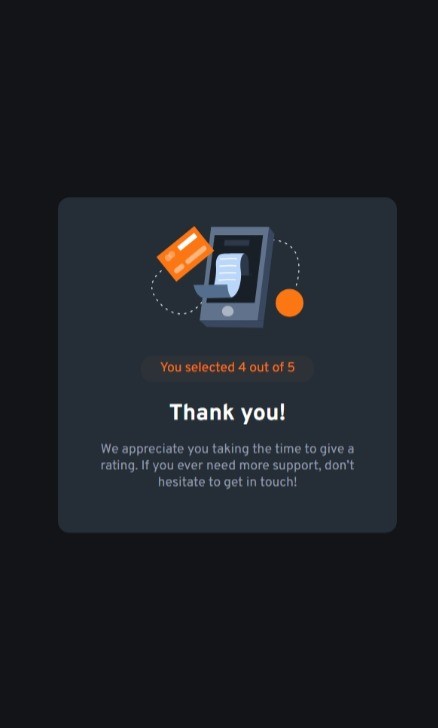 You selected 4 out of 5
Thank you!
We appreciate you taking the time to give a
rating. If you ever need more support, don't
hesitate to get in touch!